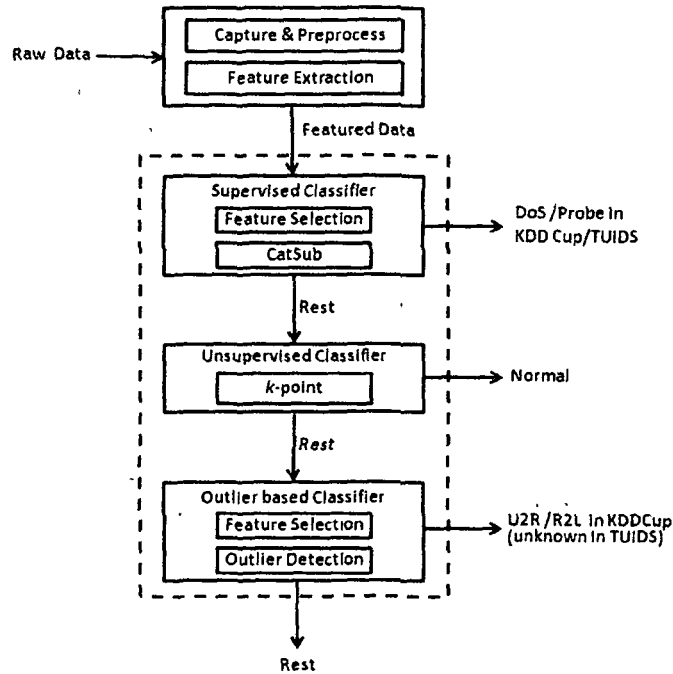 Capture & Preprocess
Raw Data
Feature Extraction
Featured Data
Supervised Classifier
Feature Selection
CatSub
DoS/Probe in
KDD Cup/TUIDS
Rest
Unsupervised Classifier
k-point
Normal
Rest
Outlier based Classifier
Feature Selection
Outlier Detection
U2R/R2L in KDDCup
(unknown in TUIDS)
Rest